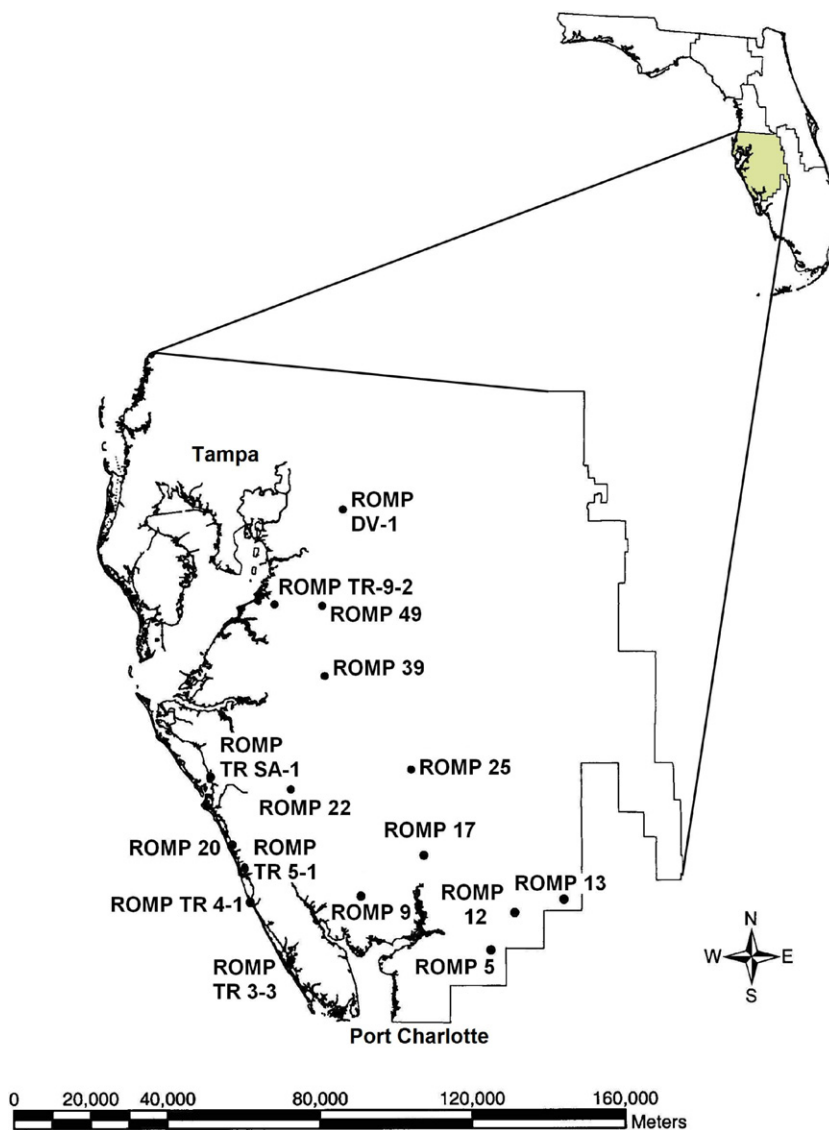 Tampa
ROMP
DV-1
ROMP TR-9-2
ROMP 49
ROMP 39
ROMP
TR SA-1
ROMP 25
ROMP 22
ROMP 17
ROMP 20
ROMP
TR 5-1
ROMP 13
ROMP
12
ROMP TR 4-1
ROMP 9
ROMP 5
ROMP
TR 3-3
N
W
E
S
Port Charlotte
0 20,000 40,000 80,000 120,000 160,000
Meters